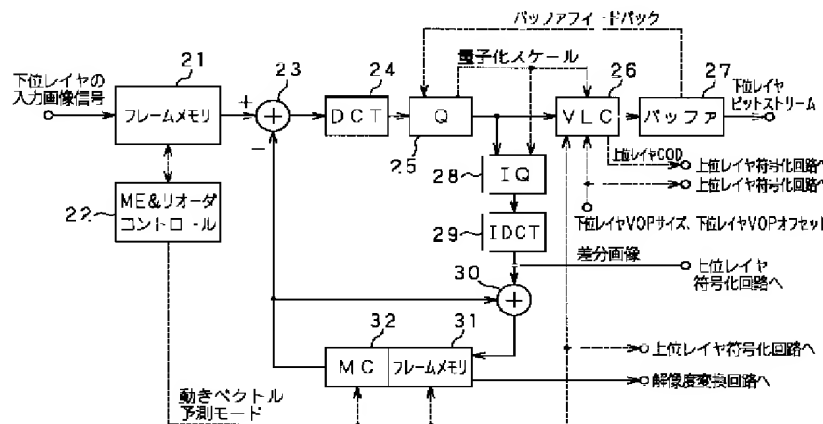 バッファフィードバック
量子化スケール
21
23
24
26
27
下位レイヤの
入力画像信号
下位レイヤ
ビットストリーム
フレームメモリ
+
+
−
DCT
Q
VLC
バッファ
25
上位レイヤCOD
上位レイヤ符号化回路へ
上位レイヤ符号化回路へ
28
IQ
22
ME&リオーダ
コントロール
下位レイヤVOPサイズ、下位レイヤVOPオフセット
29
IDCT
差分画像
上位レイヤ
符号化回路へ
30
+
32
31
MC
フレームメモリ
上位レイヤ符号化回路へ
解像度変換回路へ
動きベクトル
予測モード